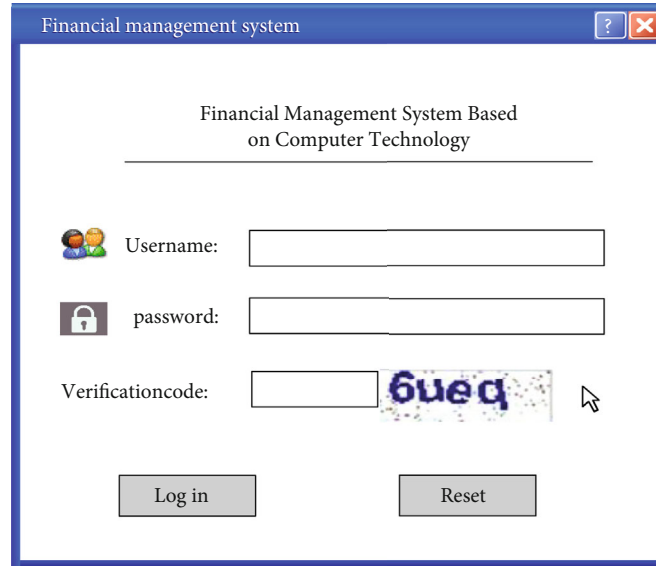 Financial management system
?
Financial Management System Based
on Computer Technology
Username:
password:
Verificationcode:
6ueq
Log in
Reset